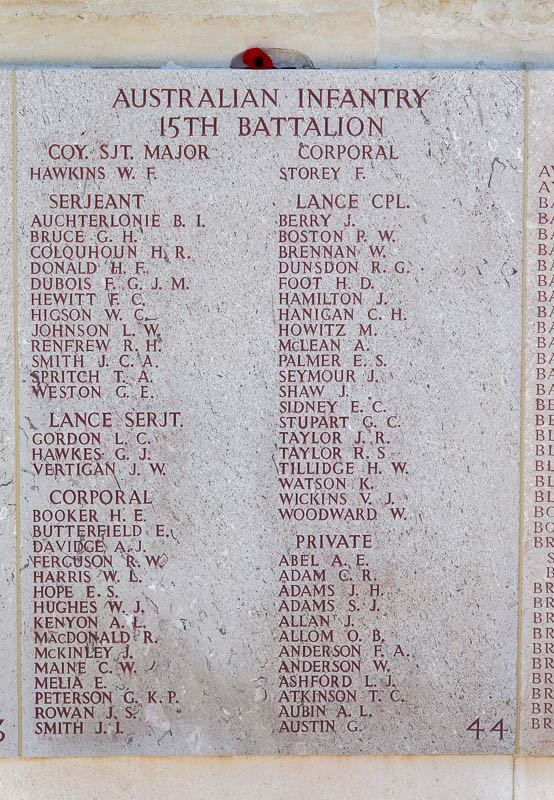 AUSTRALIAN INFANTRY
15TH BATTALION
COY. SJT. MAJOR
HAWKINS W. F.
SERJEANT
AUCHTERLONIE B. I.
BRUCE G. H.
COLQUHOUN H. R.
DONALD H. F.
DUBOIS F. G. J. M.
HEWITT F. C.
HIGSON W. C.
JOHNSON L. W.
RENFREW R. H.
SMITH J. C. A.
SPRITCH T. A.
WESTON G. E.
LANCE SERJT.
GORDON L. C.
HAWKES G. J.
VERTIGAN J. W.
CORPORAL
BOOKER H. E.
BUTTERFIELD E.
DAVIDGE A. J.
FERGUSON R. W.
HARRIS W. L.
HOPE E. S.
HUGHES W. J.
KENYON A. L.
MACDONALD R.
MCKINLEY J.
MAINE C. W.
MELIA E.
PETERSON G. K. P.
ROWAN J. S.
SMITH J. I.
CORPORAL
STOREY F.
LANCE CPL.
BERRY J.
BOSTON P. W.
BRENNAN W.
DUNSDON R. G.
FOOT H. D.
HAMILTON J.
HANIGAN C. H.
HOWITZ M.
MCLEAN A.
PALMER E. S.
SEYMOUR J.
SHAW J.
SIDNEY E. C.
STUPART G. C.
TAYLOR J. R.
TAYLOR R. S
TILLIDGE H. W.
WATSON K.
WICKINS V. J.
WOODWARD W.
PRIVATE
ABEL A. E.
ADAM C. R.
ADAMS J. H.
ADAMS S. J.
ALLAN J.
ALLOM O. B.
ANDERSON F. A.
ANDERSON W.
ASHFORD L. J.
ATKINSON T. C.
AUBIN A. L.
AUSTIN G.
44